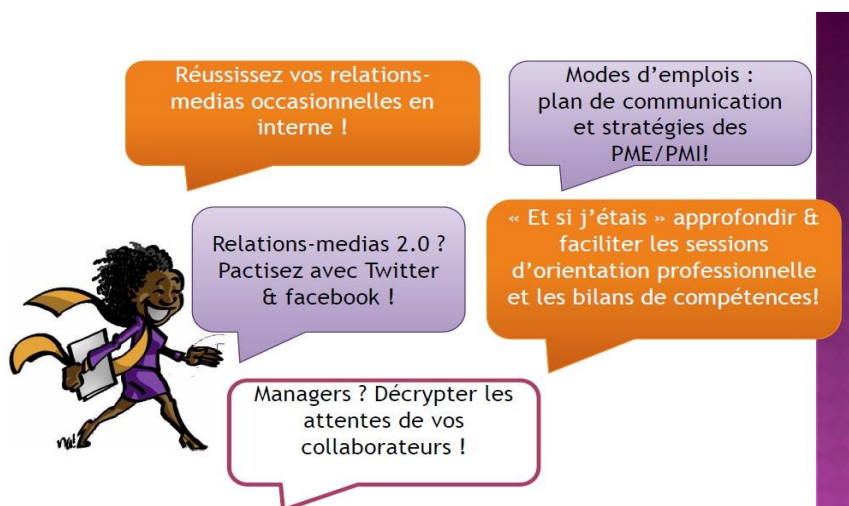 Réussissez vos relations-
medias occasionnelles en
interne !
Modes d’emplois :
plan de communication
et stratégies des
PME/PMI!
Relations-medias 2.0 ?
Pactisez avec Twitter
& facebook !
« Et si j’étais » approfondir &
faciliter les sessions
d’orientation professionnelle
et les bilans de compétences!
Managers ? Décrypter les
attentes de vos
collaborateurs !
na!